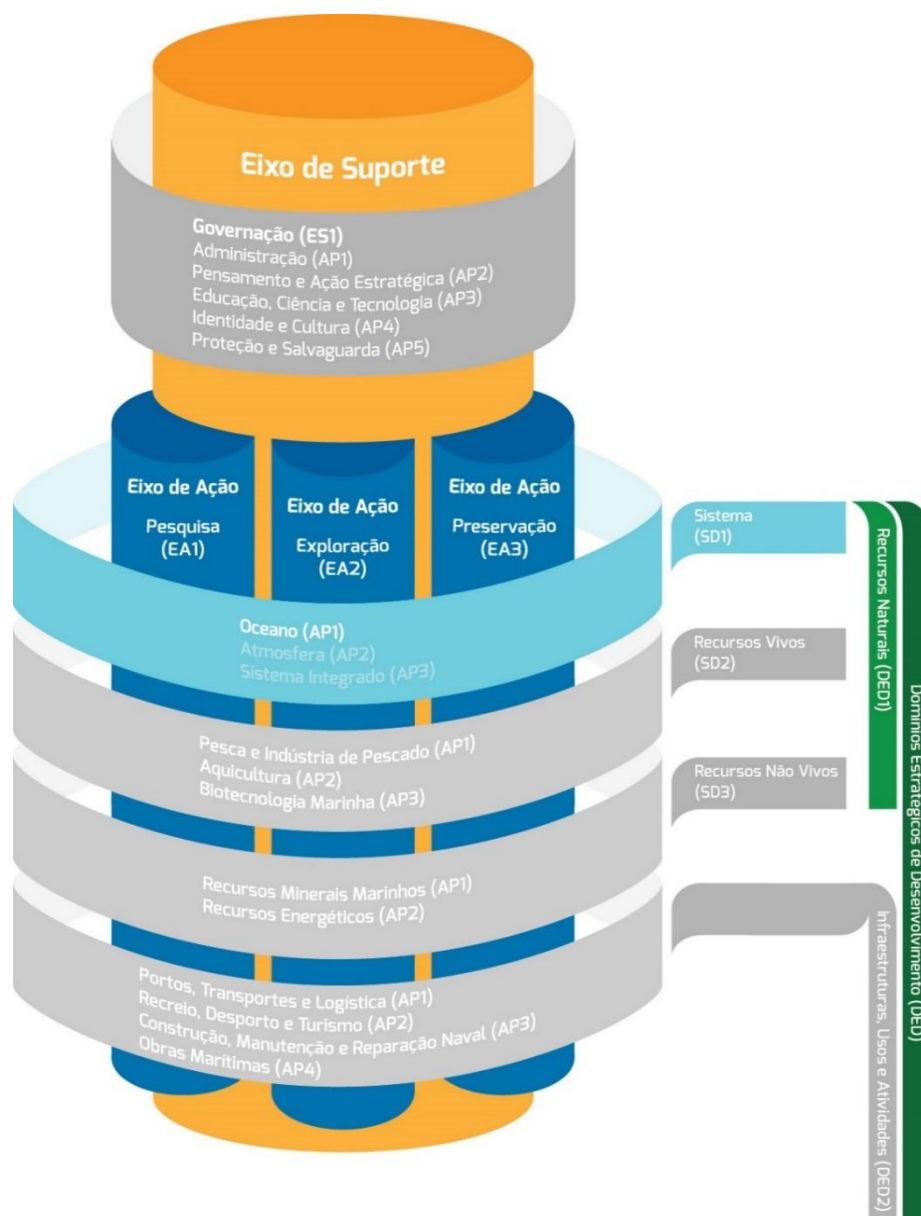 Eixo de Suporte
Governação (ES1)
Administração (AP1)
Pensamento e Ação Estratégica (AP2)
Educação, Ciência e Tecnologia (AP3)
Identidade e Cultura (AP4)
Proteção e Salvaguarda (AP5)
Eixo de Ação
Pesquisa
(EA1)
Eixo de Ação
Exploração
(EA2)
Eixo de Ação
Preservação
(EA3)
Oceano (AP1)
Atmosfera (AP2)
Sistema Integrado (AP3)
Sistema
(SD1)
Pesca e Indústria de Pescado (AP1)
Aquicultura (AP2)
Biotecnologia Marinha (AP3)
Recursos Vivos
(SD2)
Recursos Minerais Marinhos (AP1)
Recursos Energéticos (AP2)
Recursos Não Vivos
(SD3)
Portos, Transportes e Logística (AP1)
Recreio, Desporto e Turismo (AP2)
Construção, Manutenção e Reparação Naval (AP3)
Obras Marítimas (AP4)
Recursos Naturais (DED1)
Infraestruturas, Usos e Atividades (DED2)
Domínios Estratégicos de Desenvolvimento (DED)